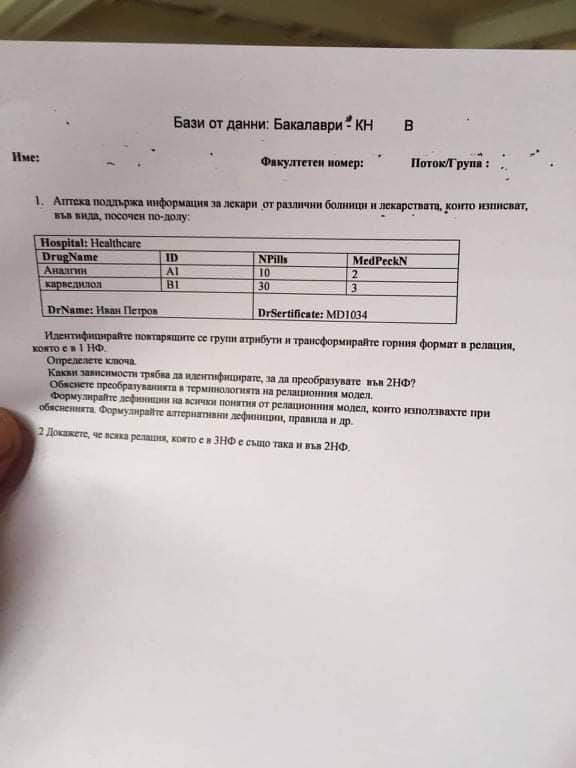 Бази от данни: Бакалаври - КН В
Име: Факултетен номер: Поток/Група :
1. Аптека поддържа информация за лекари от различни болници и лекарствата, които изписват,
във вида, посочен по-долу:
Hospital: Healthcare
DrugName ID NPills MedPeckN
Аналгин A1 10 2
карведилол B1 30 3
DrName: Иван Петров DrSertificate: MD1034
Идентифицирайте повтарящите се групи атрибути и трансформирайте горния формат в релация,
която е в 1 НФ.
Определете ключа.
Какви зависимости трябва да идентифицирате, за да преобразувате във 2НФ?
Обяснете преобразуванията в терминологията на релационния модел.
Формулирайте дефиниции на всички понятия от релационния модел, които използвахте при
обясненията. Формулирайте алтернативни дефиниции, правила и др.
2 Докажете, че всяка релация, която е в 3НФ е също така и във 2НФ.